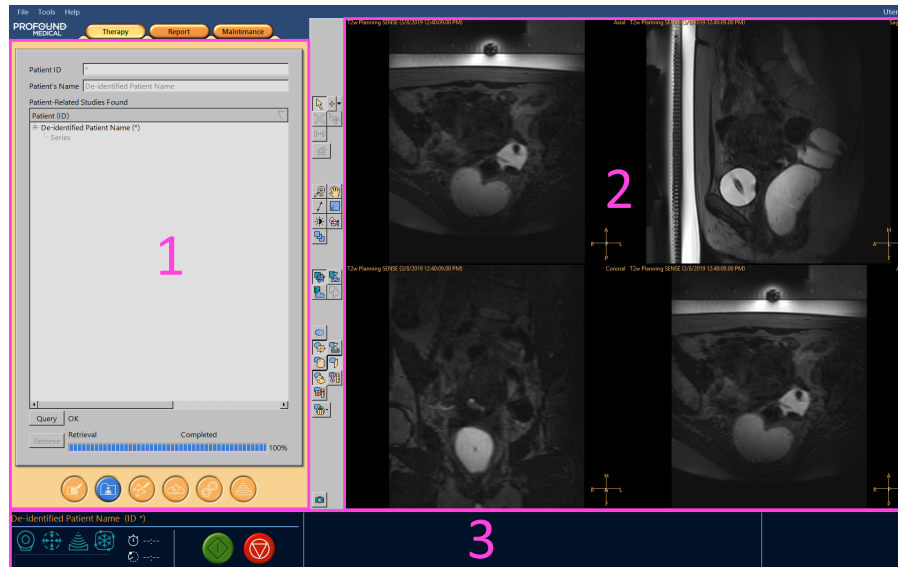 File Tools Help
Uter
PROFOUND
MEDICAL
Therapy
Report
Maintenance
Patient ID *
Patient's Name De-identified Patient Name
Patient-Related Studies Found
Patient (ID)
De-identified Patient Name (*)
Series
1
Query OK
Retrieve
Retrieval Completed
100%
T2w Planning SENSE (3/8/2019 12:40:09.00 PM)
Axial T2w Planning SENSE (3/8/2019 12:40:09.00 PM)
Sag
2
A
R L
P
H
A
F
T2w Planning SENSE (3/8/2019 12:40:09.00 PM)
Coronal T2w Planning SENSE (3/8/2019 12:40:09.00 PM)
A
H
R L
F
A
R
P
De-identified Patient Name (ID *)
--:--
--:--
3